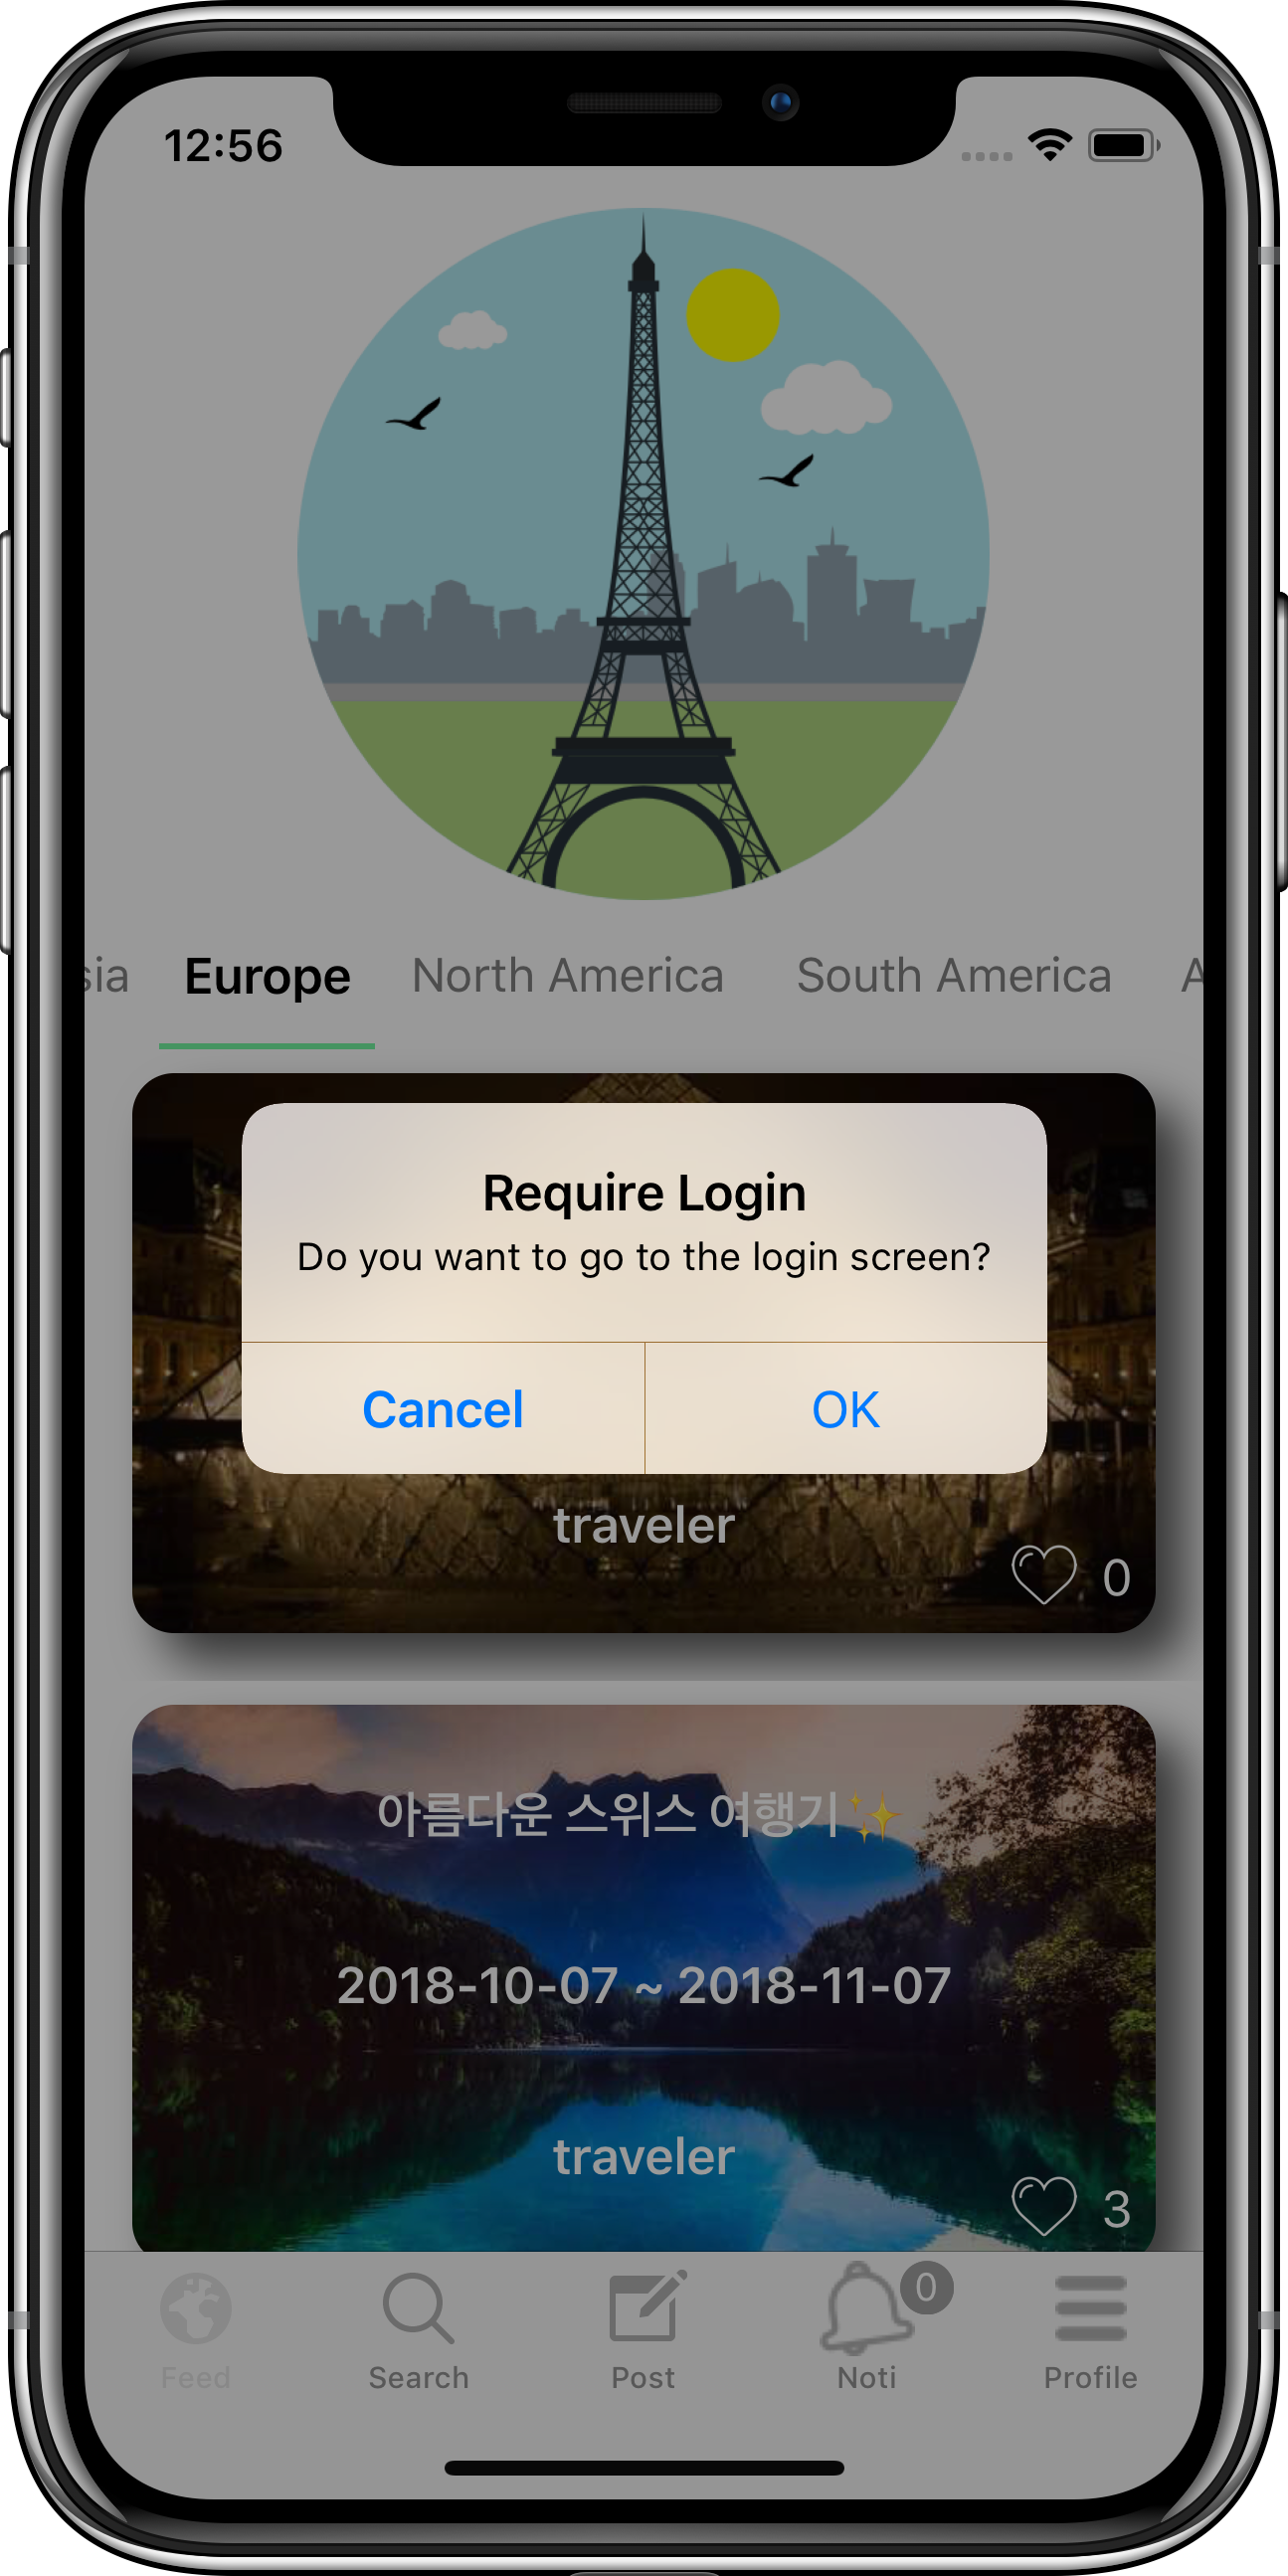 12:56
Europe
North America
South America
Require Login
Do you want to go to the login screen?
Cancel
OK
traveler
0
아름다운 스위스 여행기✨
2018-10-07 ~ 2018-11-07
traveler
3
0
Feed
Search
Post
Noti
Profile